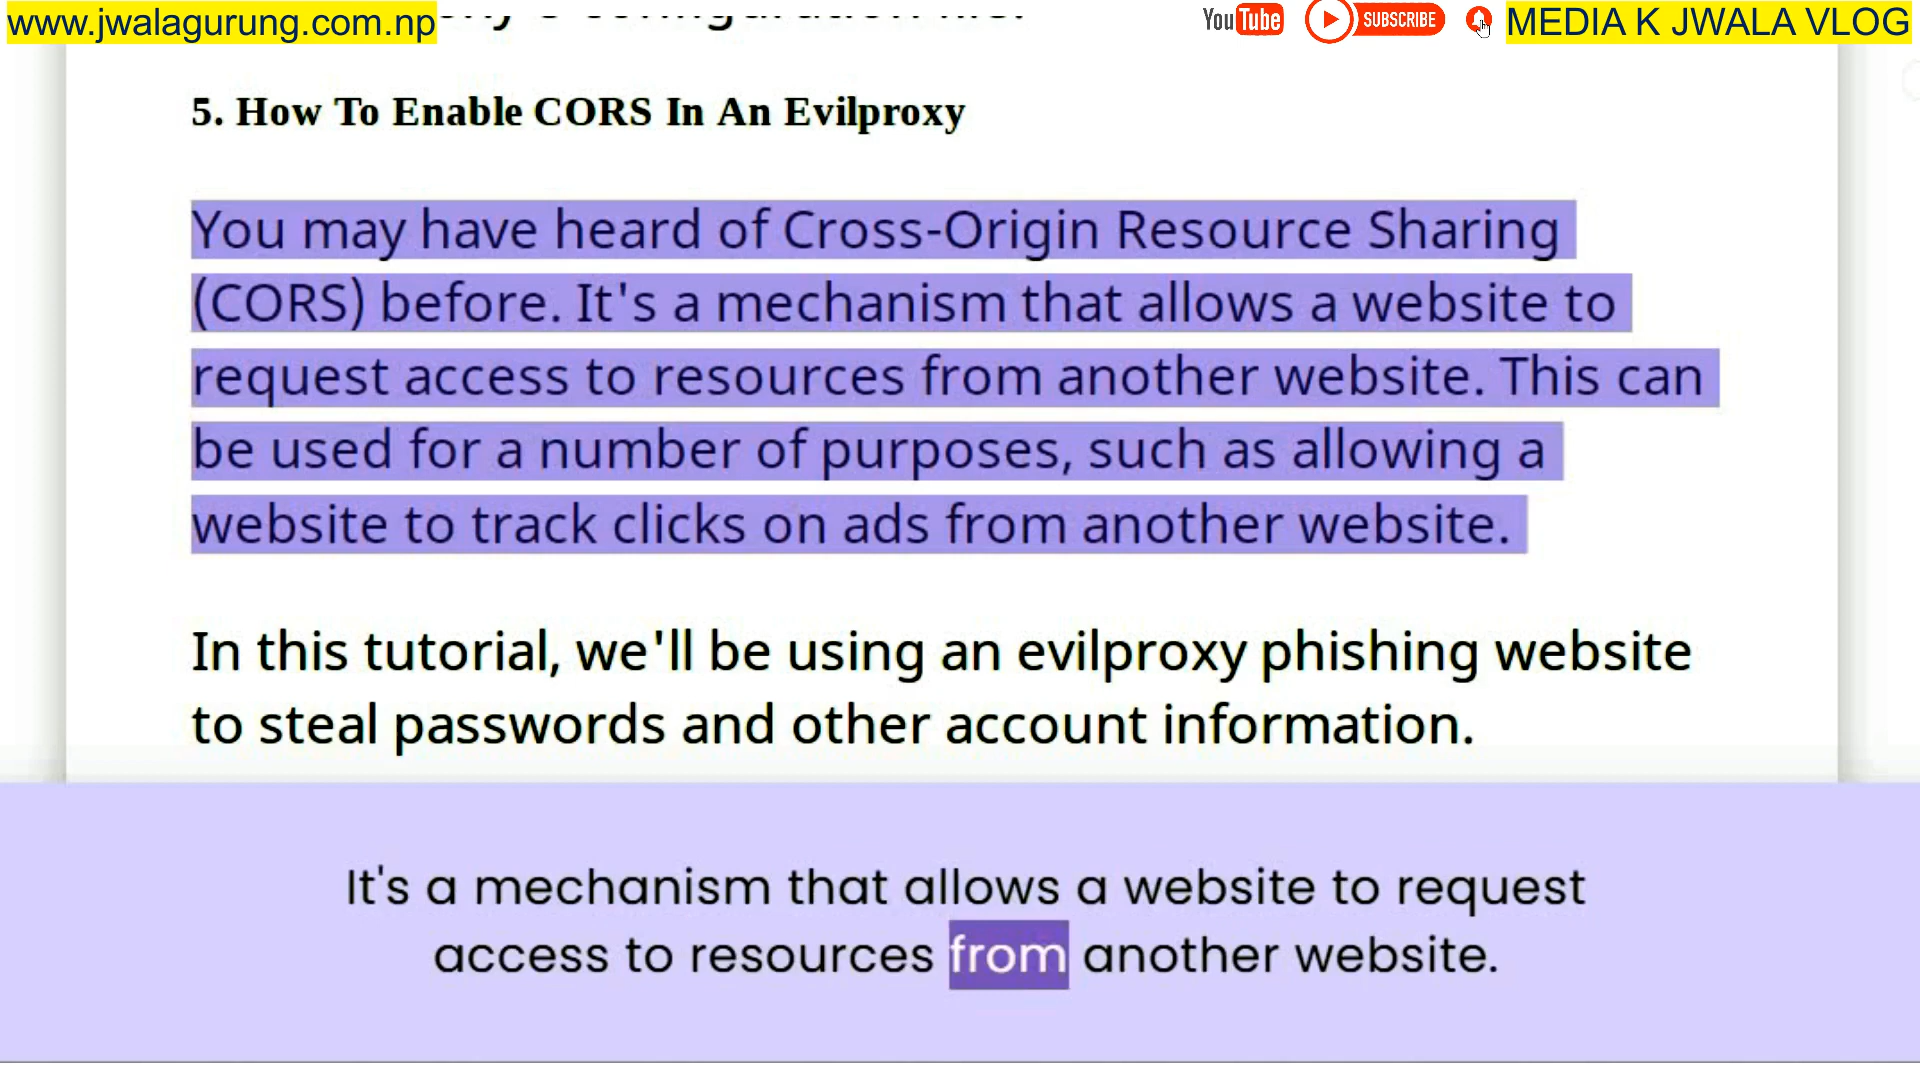 www.jwalagurung.com.np
YouTube SUBSCRIBE MEDIA K JWALA VLOG
5. How To Enable CORS In An Evilproxy
You may have heard of Cross-Origin Resource Sharing
(CORS) before. It's a mechanism that allows a website to
request access to resources from another website. This can
be used for a number of purposes, such as allowing a
website to track clicks on ads from another website.
In this tutorial, we'll be using an evilproxy phishing website
to steal passwords and other account information.
It's a mechanism that allows a website to request
access to resources from another website.